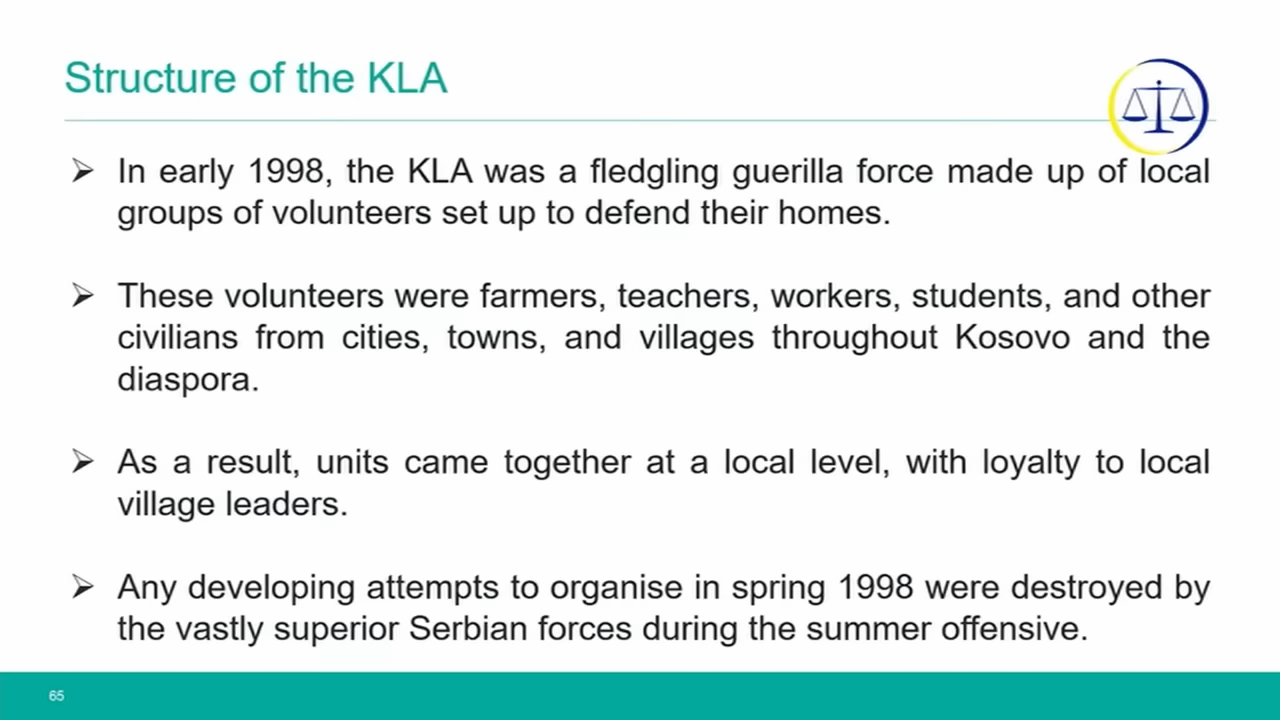 Structure of the KLA
➢ In early 1998, the KLA was a fledgling guerilla force made up of local
groups of volunteers set up to defend their homes.
➢ These volunteers were farmers, teachers, workers, students, and other
civilians from cities, towns, and villages throughout Kosovo and the
diaspora.
➢ As a result, units came together at a local level, with loyalty to local
village leaders.
➢ Any developing attempts to organise in spring 1998 were destroyed by
the vastly superior Serbian forces during the summer offensive.
65